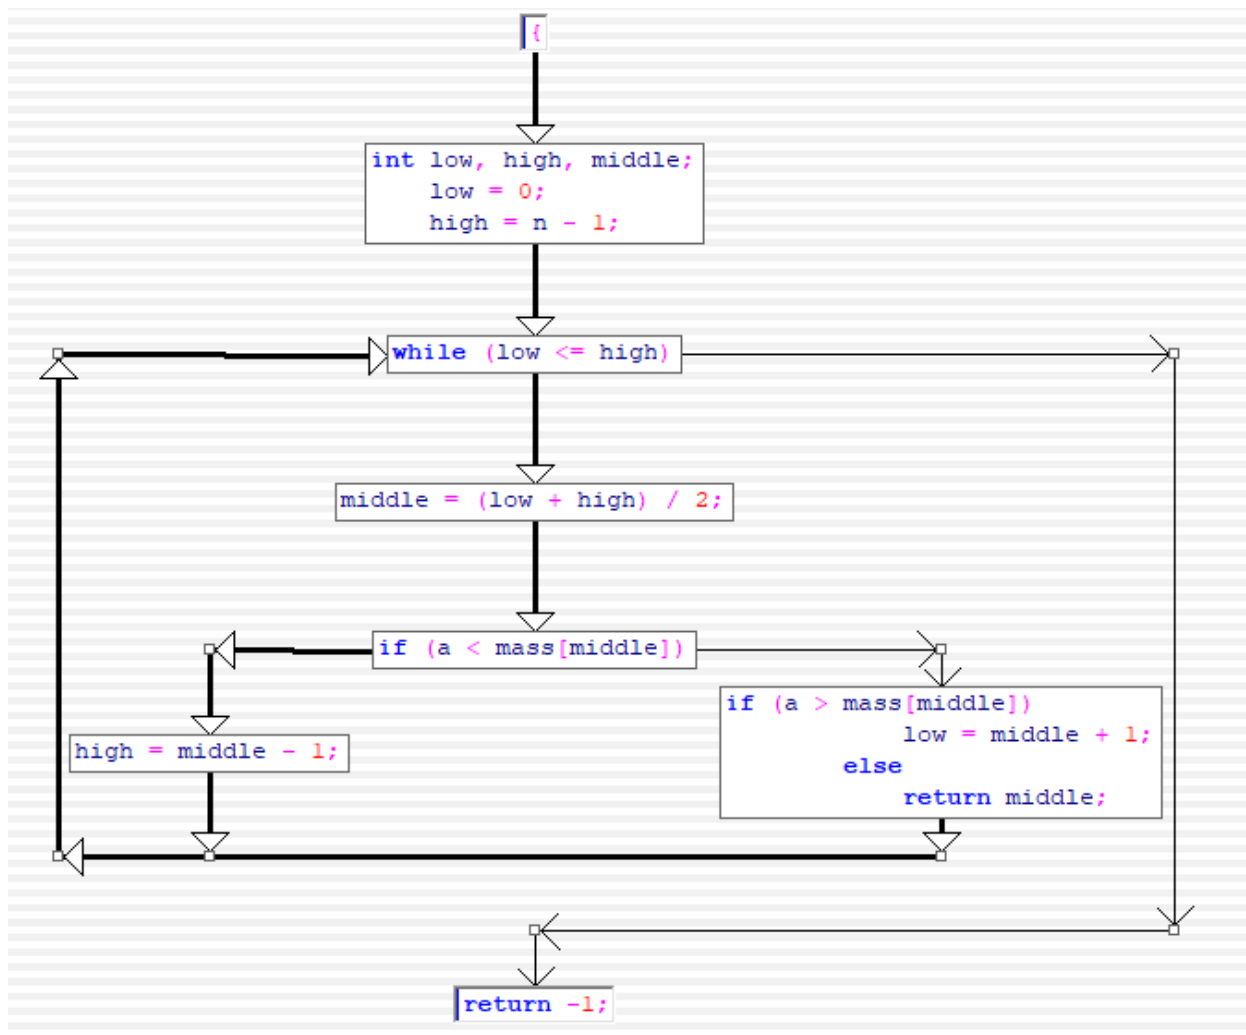 {
int low, high, middle;
low = 0;
high = n - 1;
while (low <= high)
middle = (low + high) / 2;
if (a < mass[middle])
high = middle - 1;
if (a > mass[middle])
low = middle + 1;
else
return middle;
return -1;